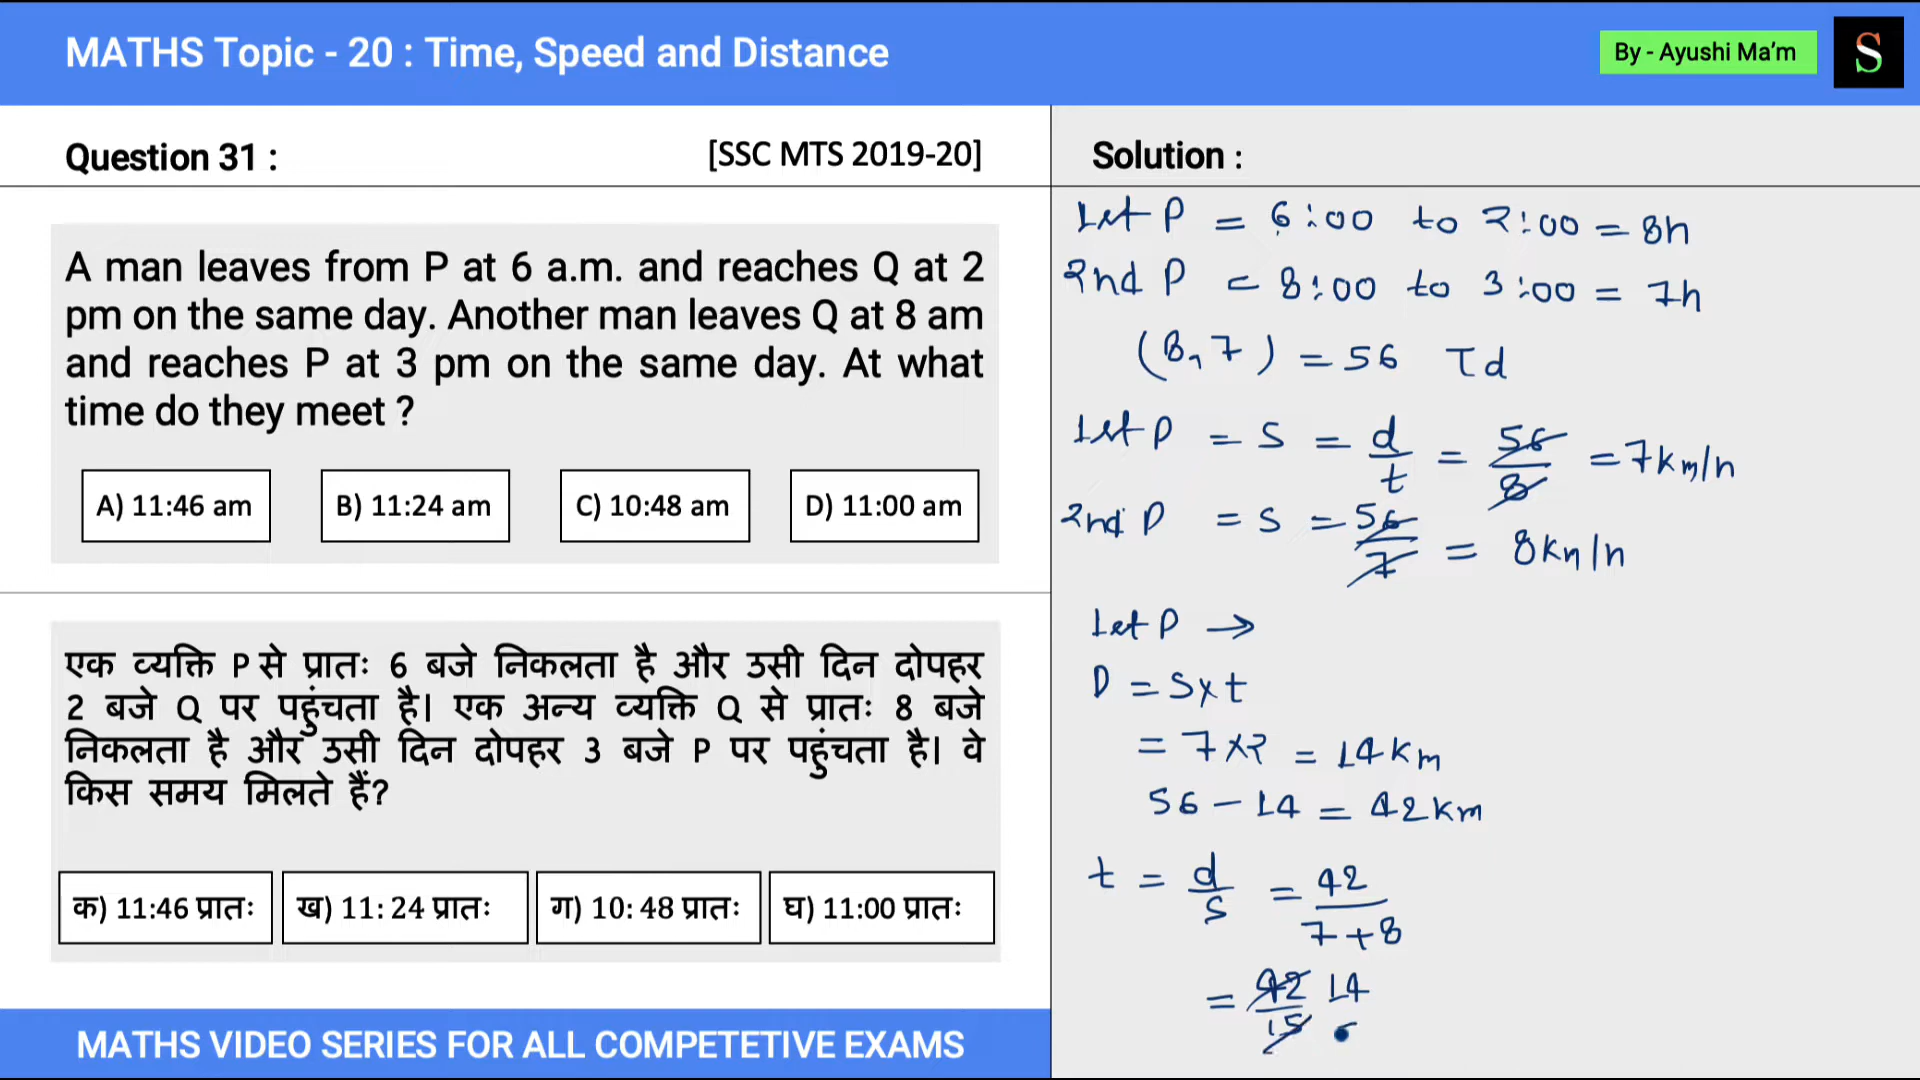 MATHS Topic - 20 : Time, Speed and Distance
By - Ayushi Ma'm
S
Question 31 :
[SSC MTS 2019-20]
A man leaves from P at 6 a.m. and reaches Q at 2
pm on the same day. Another man leaves Q at 8 am
and reaches P at 3 pm on the same day. At what
time do they meet ?
A) 11:46 am
B) 11:24 am
C) 10:48 am
D) 11:00 am
एक व्यक्ति P से प्रातः 6 बजे निकलता है और उसी दिन दोपहर
2 बजे Q पर पहुंचता है। एक अन्य व्यक्ति Q से प्रातः 8 बजे
निकलता है और उसी दिन दोपहर 3 बजे P पर पहुंचता है। वे
किस समय मिलते हैं?
क) 11:46 प्रातः
ख) 11: 24 प्रातः
ग) 10: 48 प्रातः
घ) 11:00 प्रातः
MATHS VIDEO SERIES FOR ALL COMPETETIVE EXAMS
Solution :
1st P = 6:00 to 2:00 = 8h
2nd P = 8:00 to 3:00 = 7h
(8, 7) = 56 Td
1st P = S = d/t = 56/8 = 7km/h
2nd P = S = 56/7 = 8km/h
1st P →
D = S x t
= 7 x 2 = 14 km
56 - 14 = 42 km
t = d/s = 42/7+8
= 42/15 14